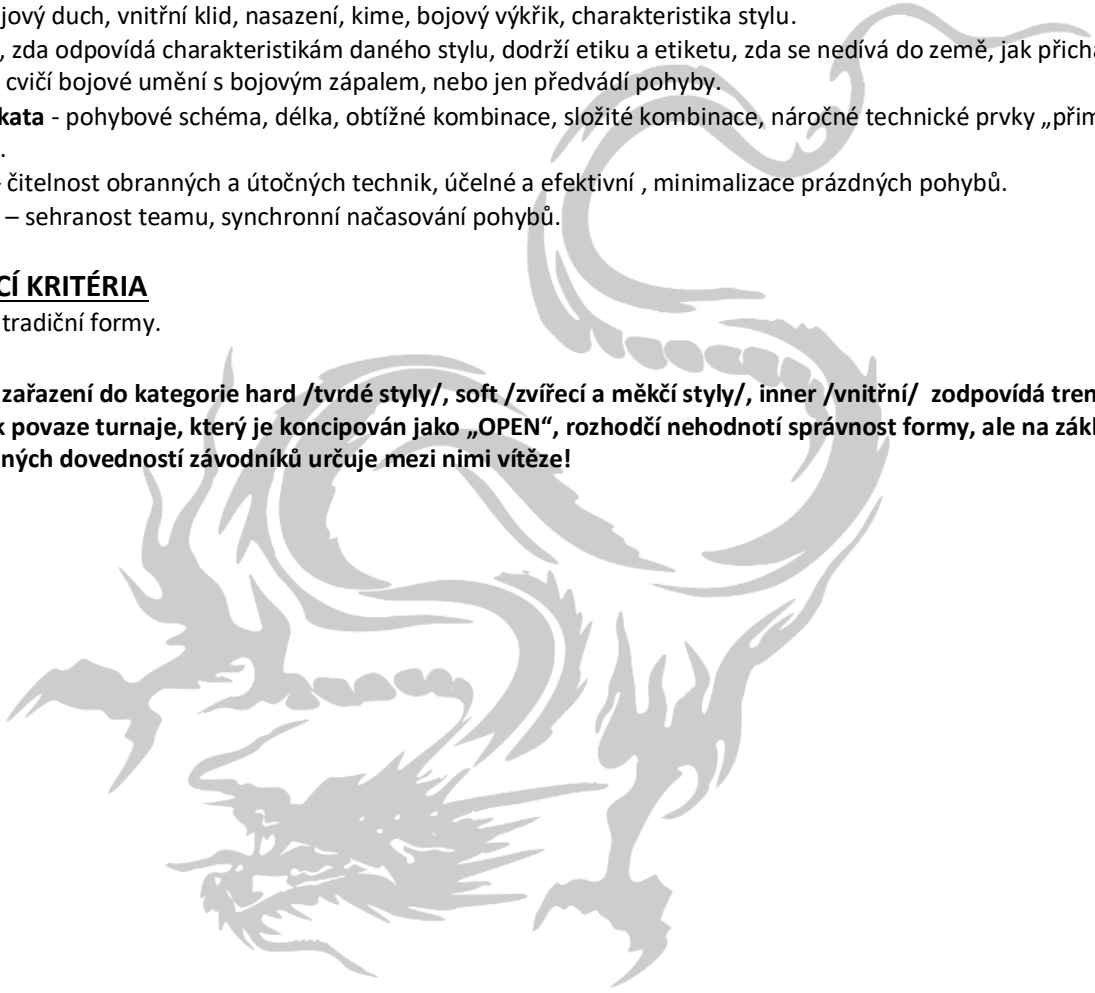 jový duch, vnitřní klid, nasazení, kime, bojový výkřik, charakteristika stylu.
, zda odpovídá charakteristikám daného stylu, dodrží etiku a etiketu, zda se nedívá do země, jak přichá
cvičí bojové umění s bojovým zápalem, nebo jen předvádí pohyby.
kata - pohybové schéma, délka, obtížné kombinace, složité kombinace, náročné technické prvky „přim
.
čitelnost obranných a útočných technik, účelné a efektivní , minimalizace prázdných pohybů.
– sehranost teamu, synchronní načasování pohybů.
CÍ KRITÉRIA
tradiční formy.
zařazení do kategorie hard /tvrdé styly/, soft /zvířecí a měkčí styly/, inner /vnitřní/ zodpovídá tren
k povaze turnaje, který je koncipován jako „OPEN“, rozhodčí nehodnotí správnost formy, ale na zákl
ných dovedností závodníků určuje mezi nimi vítěze!